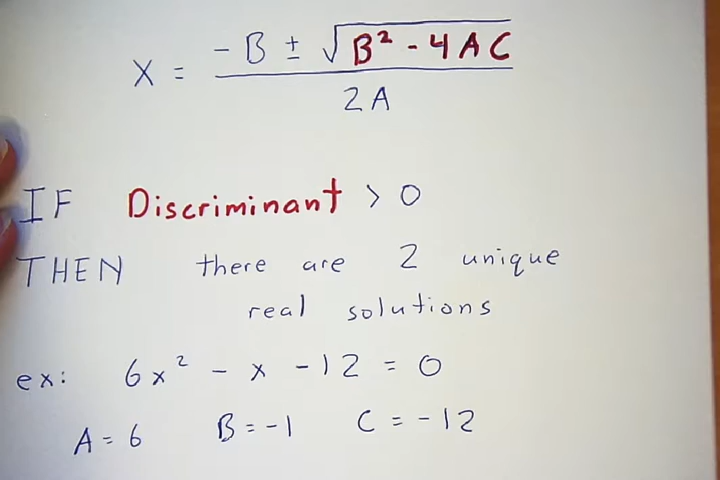 X = -B ± √B² - 4AC / 2A
IF Discriminant > 0
THEN there are 2 unique
real solutions
ex: 6x² - x - 12 = 0
A = 6 B = -1 C = -12